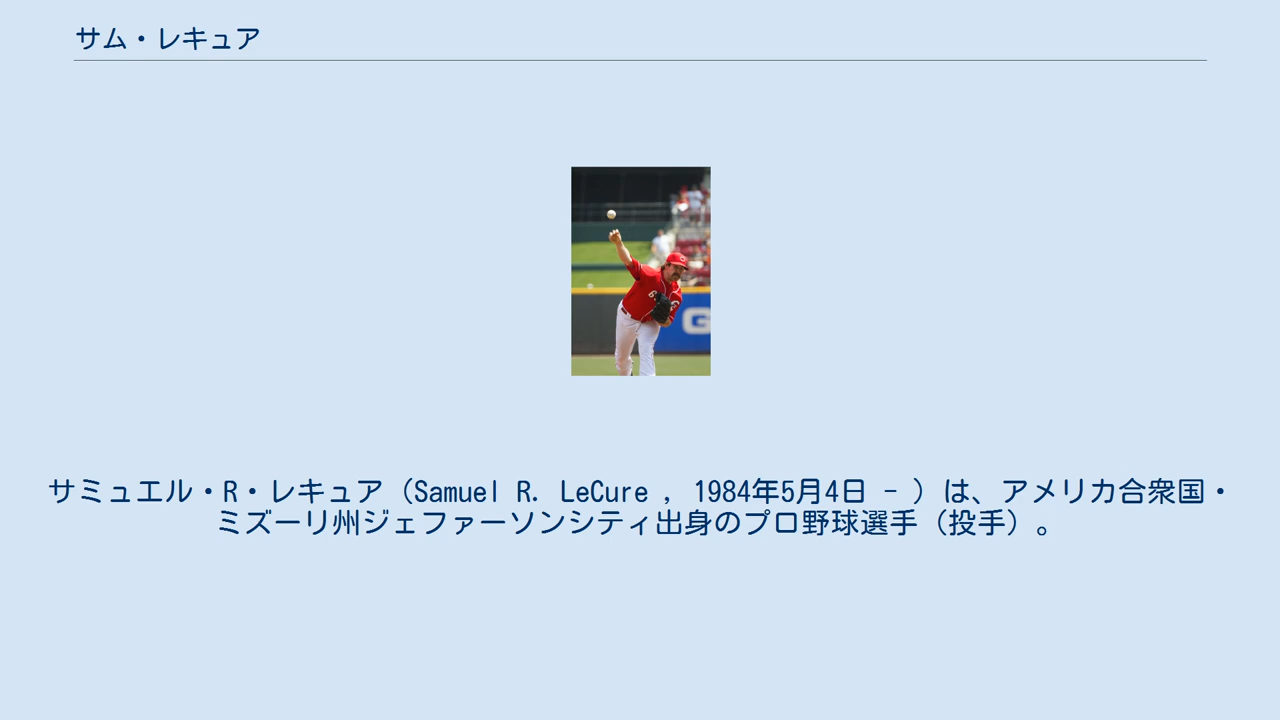 サム・レキュア
サミュエル・R・レキュア（Samuel R. LeCure , 1984年5月4日 - ）は、アメリカ合衆国・
ミズーリ州ジェファーソンシティ出身のプロ野球選手（投手）。
G